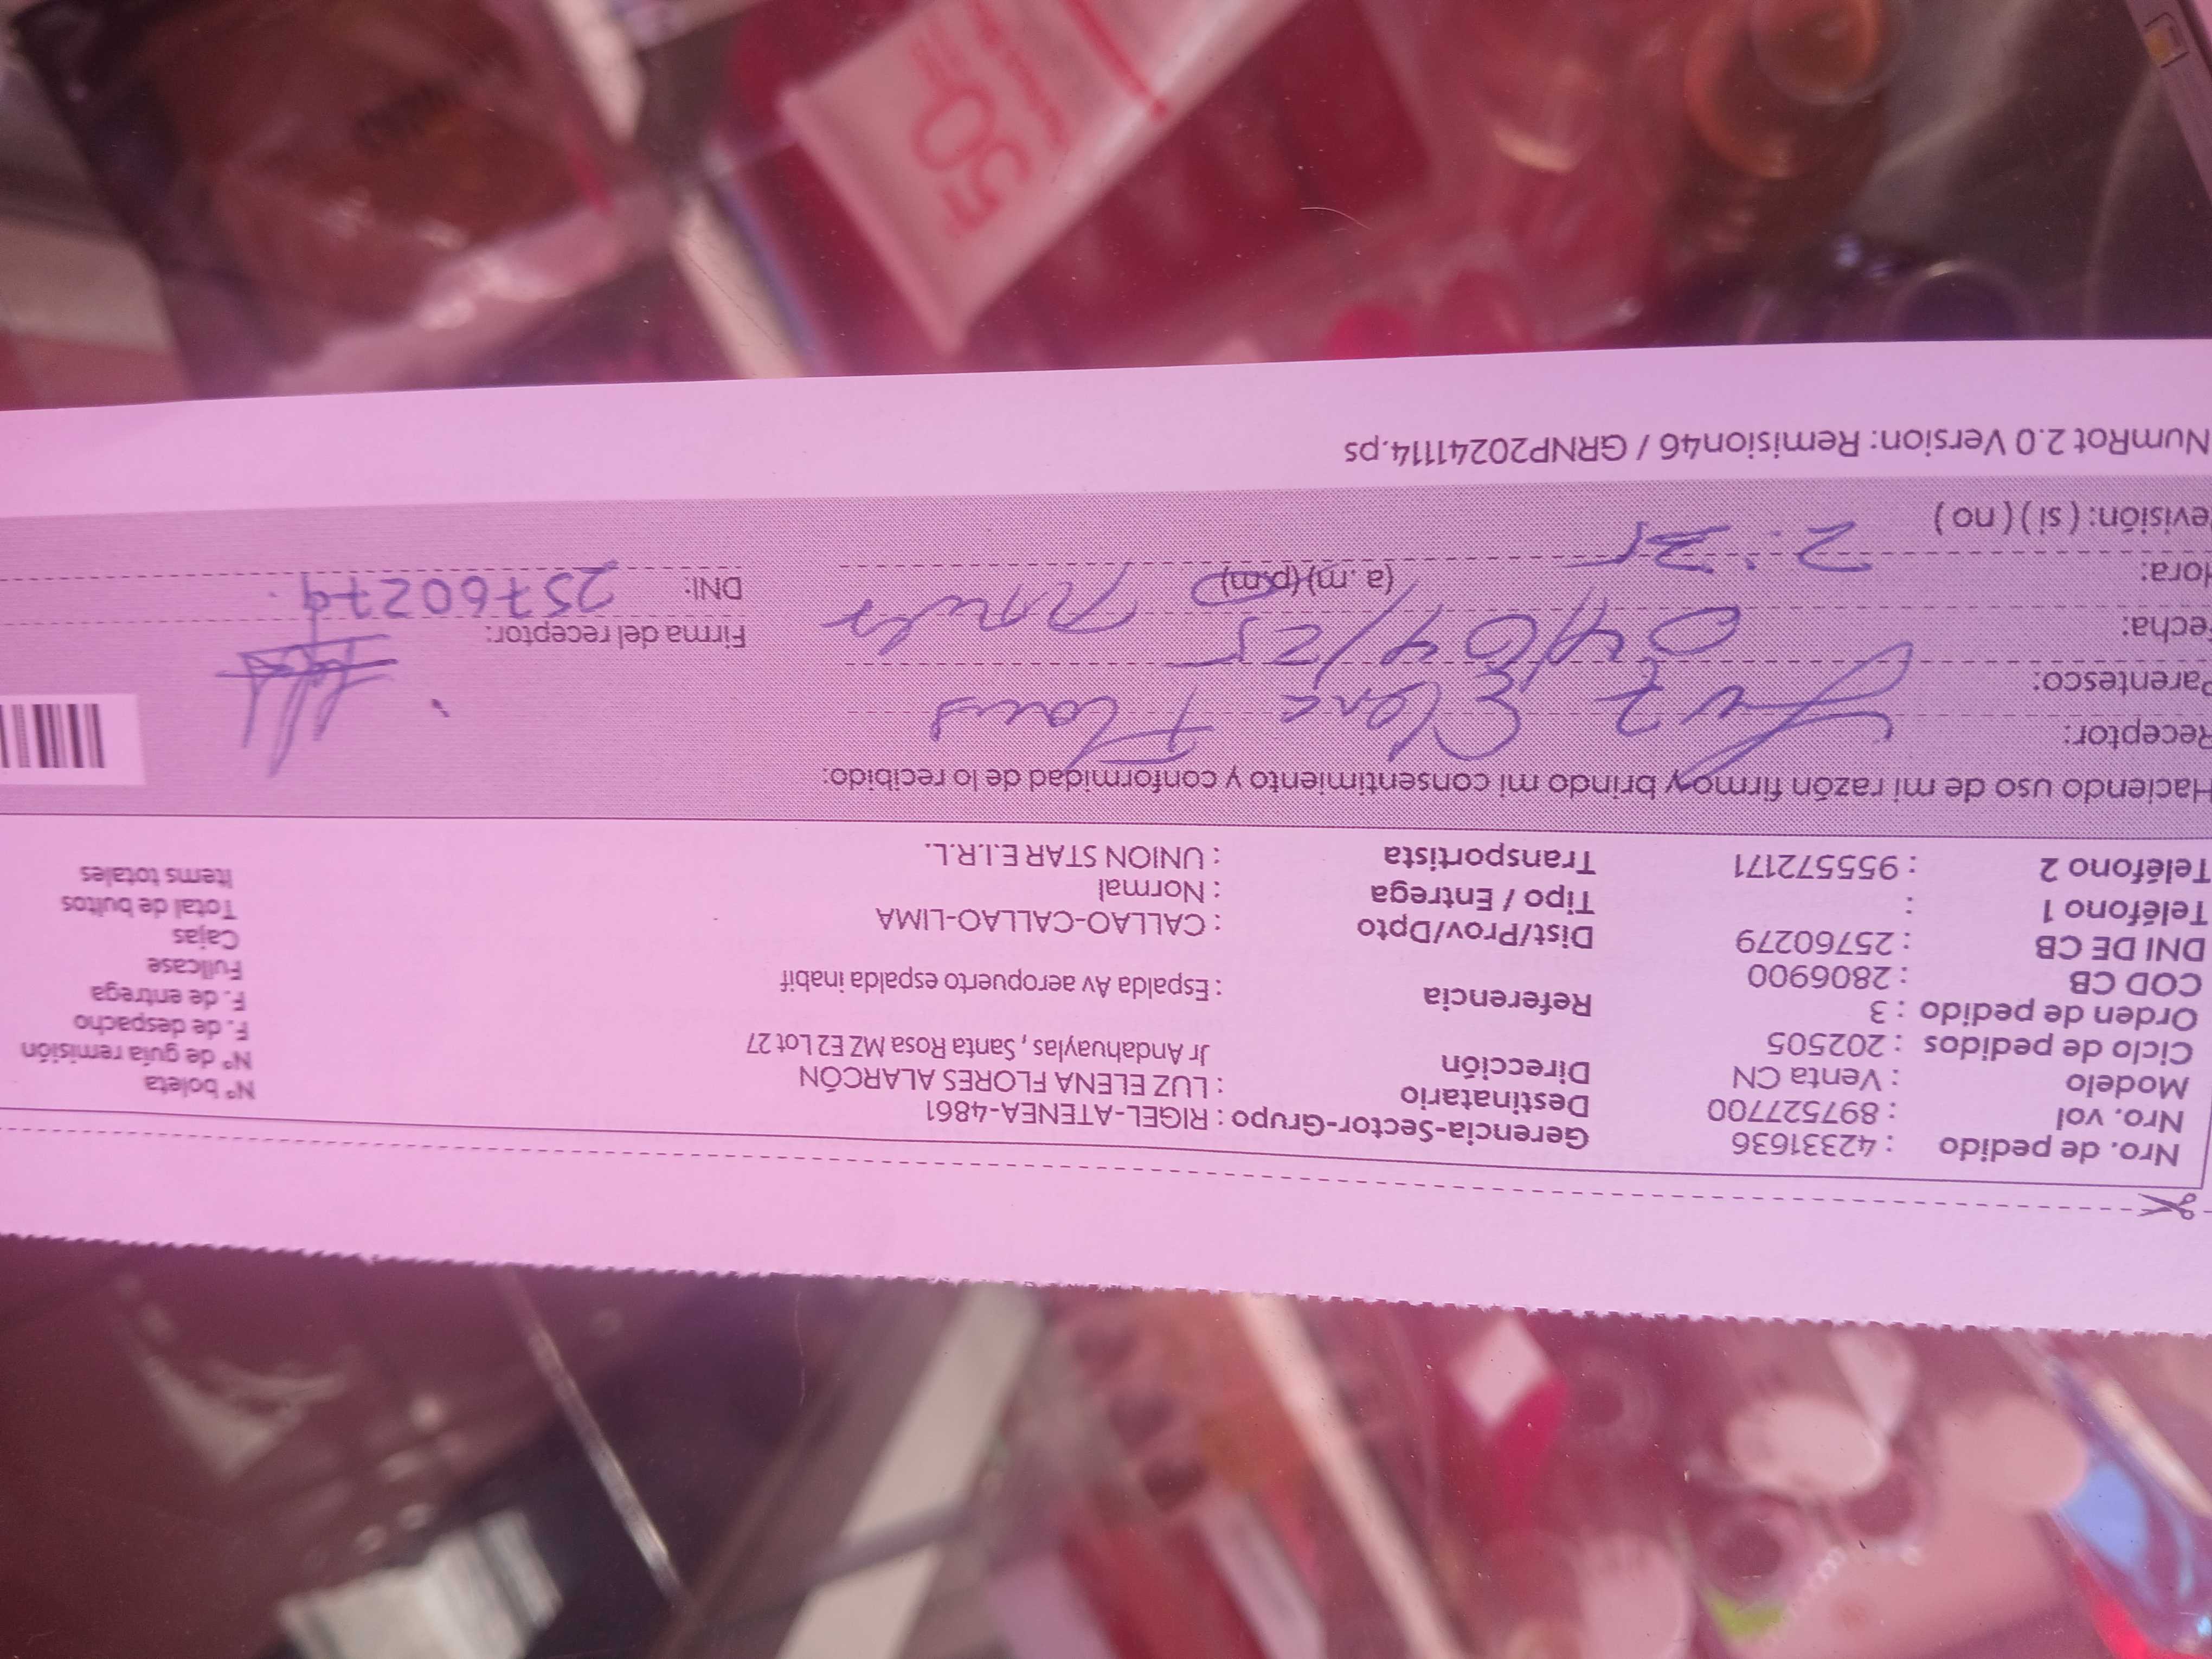 Nro. de pedido : 42331636 Gerencia-Sector-Grupo : RIGEL-ATENEA-4861
Nro. vol : 897527700 Destinatario : LUZ ELENA FLORES ALARCÓN Nº boleta
Modelo : Venta CN Dirección Jr Andahuaylas , Santa Rosa MZ E2 Lot 27 Nº de guía remisión
Ciclo de pedidos : 202505 F. de despacho
Orden de pedido : 3 Referencia : Espalda Av aeropuerto espalda inabif F. de entrega
COD CB : 2806900 Fullcase
DNI DE CB : 25760279 Dist/Prov/Dpto : CALLAO-CALLAO-LIMA Cajas
Teléfono 1 : Tipo / Entrega : Normal Total de bultos
Teléfono 2 : 955572171 Transportista : UNION STAR E.I.R.L. Items totales
Haciendo uso de mi razón firmo y brindo mi consentimiento y conformidad de lo recibido:
Receptor: Luz Elena Flores
Parentesco:
echa: 04/04/25 Firma del receptor:
Hora: 2:35 (a. m) (p.m) DNI: 25760279
evisión: ( si ) ( no )
NumRot 2.0 Version: Remision46 / GRNP20241114.ps
50